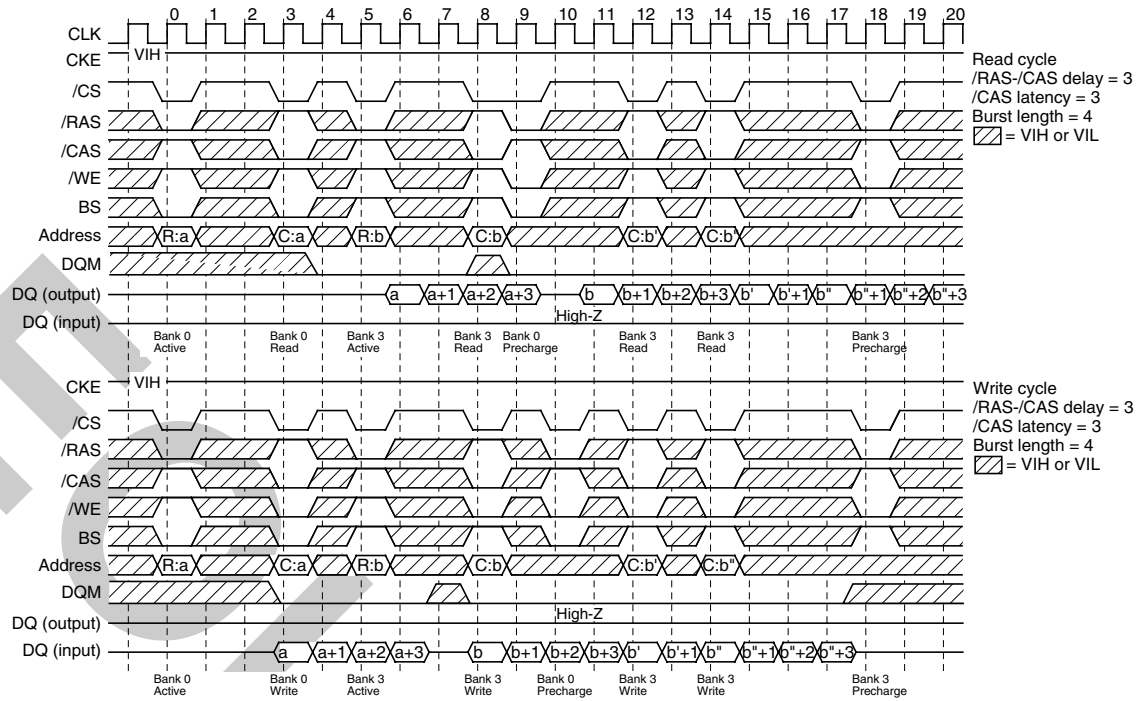 0 1 2 3 4 5 6 7 8 9 10 11 12 13 14 15 16 17 18 19 20
CLK
CKE VIH
/CS
/RAS
/CAS
/WE
BS
Address R:a C:a R:b C:b C:b' C:b"
DQM
DQ (output) a a+1 a+2 a+3 b b+1 b+2 b+3 b' b'+1 b" b"+1 b"+2 b"+3
DQ (input) High-Z
Bank 0 Bank 0 Bank 3 Bank 3 Bank 0 Bank 3 Bank 3 Bank 3
Active Read Active Read Precharge Read Read Precharge
Read cycle
/RAS-/CAS delay = 3
/CAS latency = 3
Burst length = 4
= VIH or VIL
CKE VIH
/CS
/RAS
/CAS
/WE
BS
Address R:a C:a R:b C:b C:b' C:b"
DQM
DQ (output) High-Z
DQ (input) a a+1 a+2 a+3 b b+1 b+2 b+3 b' b'+1 b" b"+1 b"+2 b"+3
Bank 0 Bank 0 Bank 3 Bank 3 Bank 0 Bank 3 Bank 3 Bank 3
Active Write Active Write Precharge Write Write Precharge
Write cycle
/RAS-/CAS delay = 3
/CAS latency = 3
Burst length = 4
= VIH or VIL